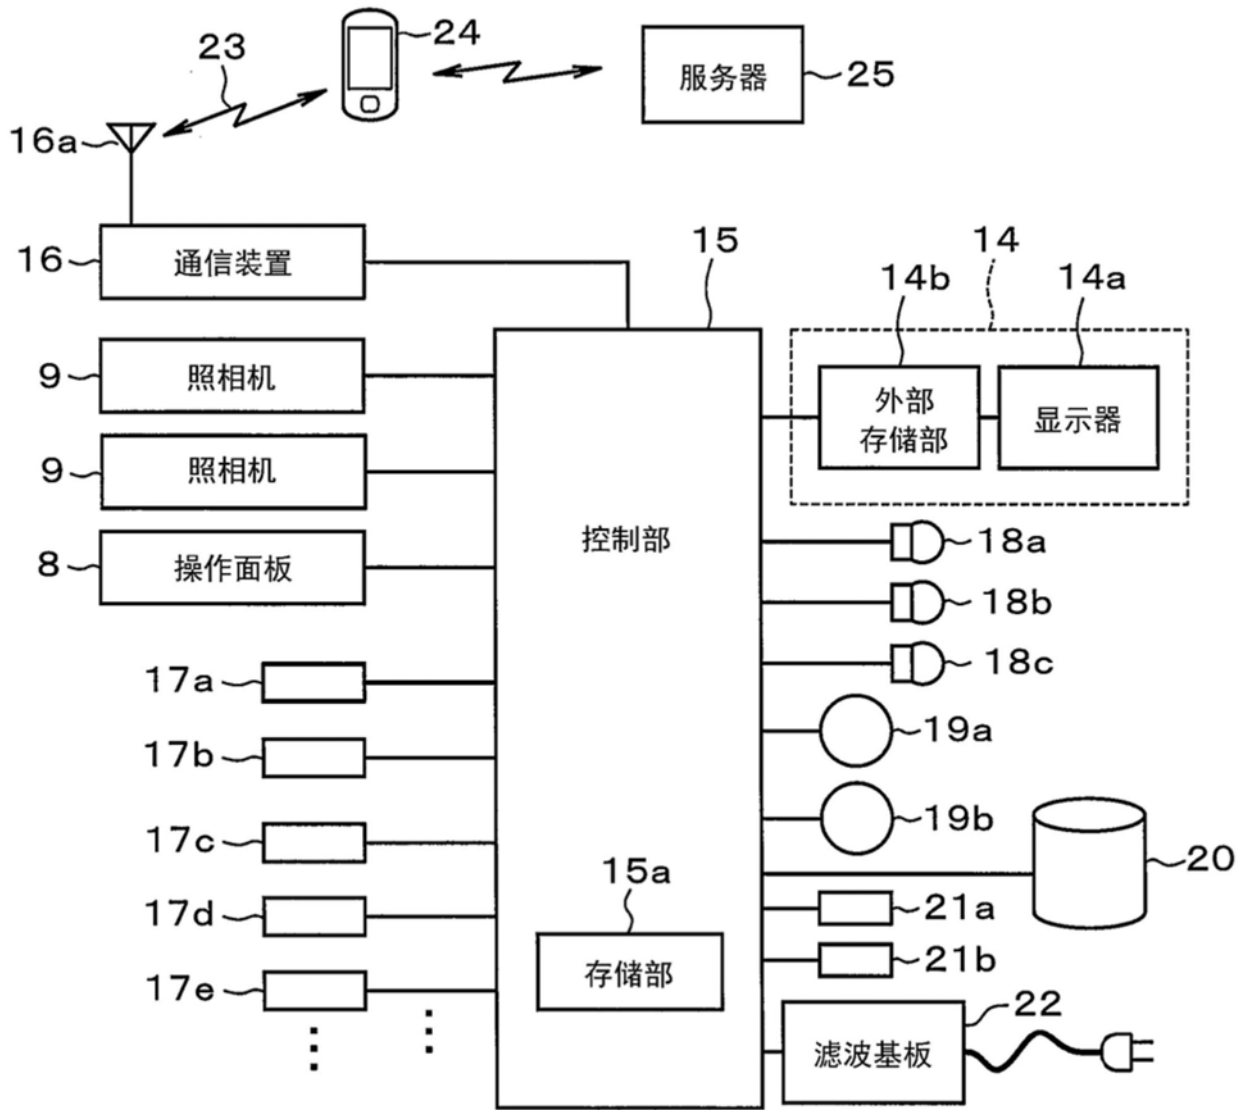 23
24
服务器
25
16a
16
通信装置
15
14
14b
14a
9
照相机
外部
存储部
显示器
9
照相机
8
操作面板
控制部
18a
18b
18c
17a
19a
17b
19b
17c
15a
20
17d
21a
存储部
21b
17e
22
滤波基板